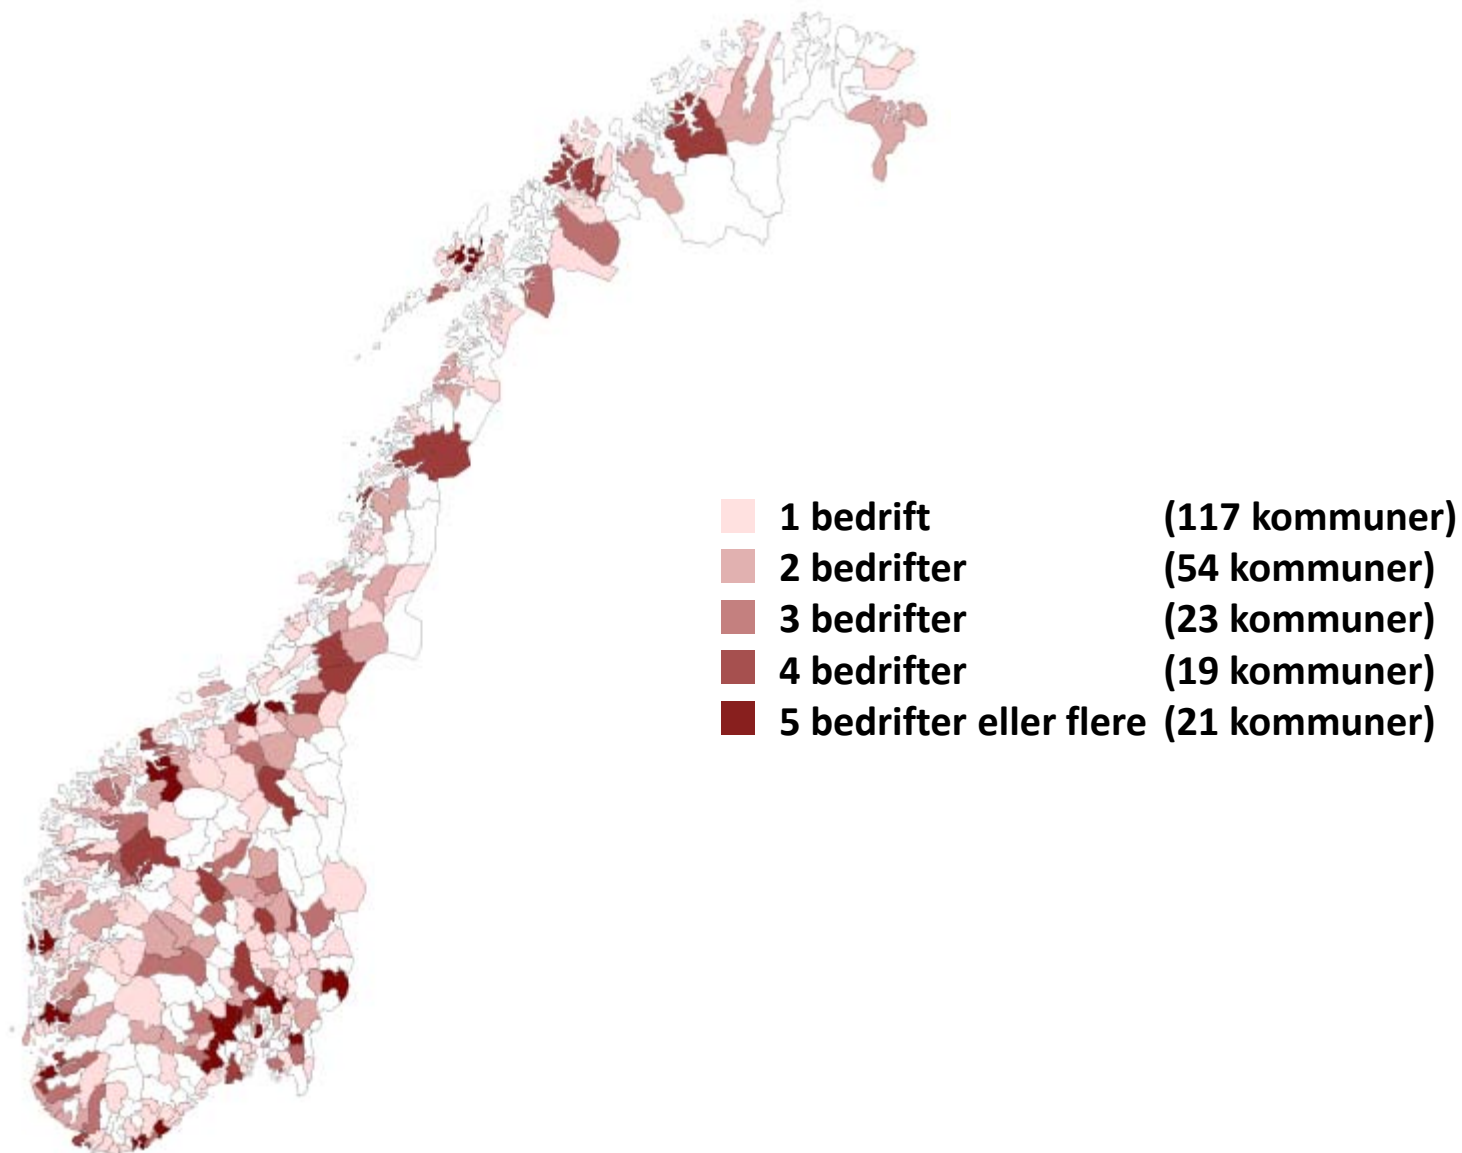 1 bedrift (117 kommuner)
2 bedrifter (54 kommuner)
3 bedrifter (23 kommuner)
4 bedrifter (19 kommuner)
5 bedrifter eller flere (21 kommuner)